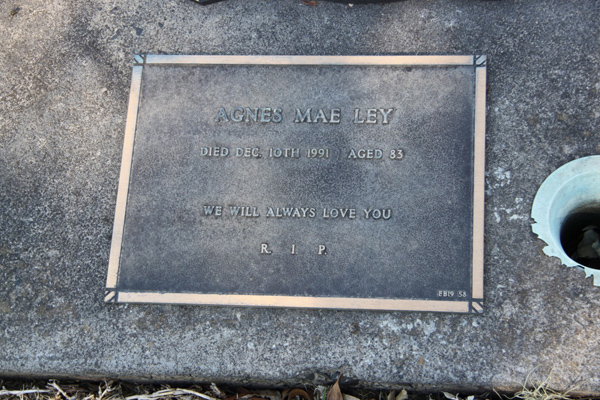 AGNES MAE LEY
DIED DEC. 10TH 1991 AGED 83
WE WILL ALWAYS LOVE YOU
R. I P.
EB19 58